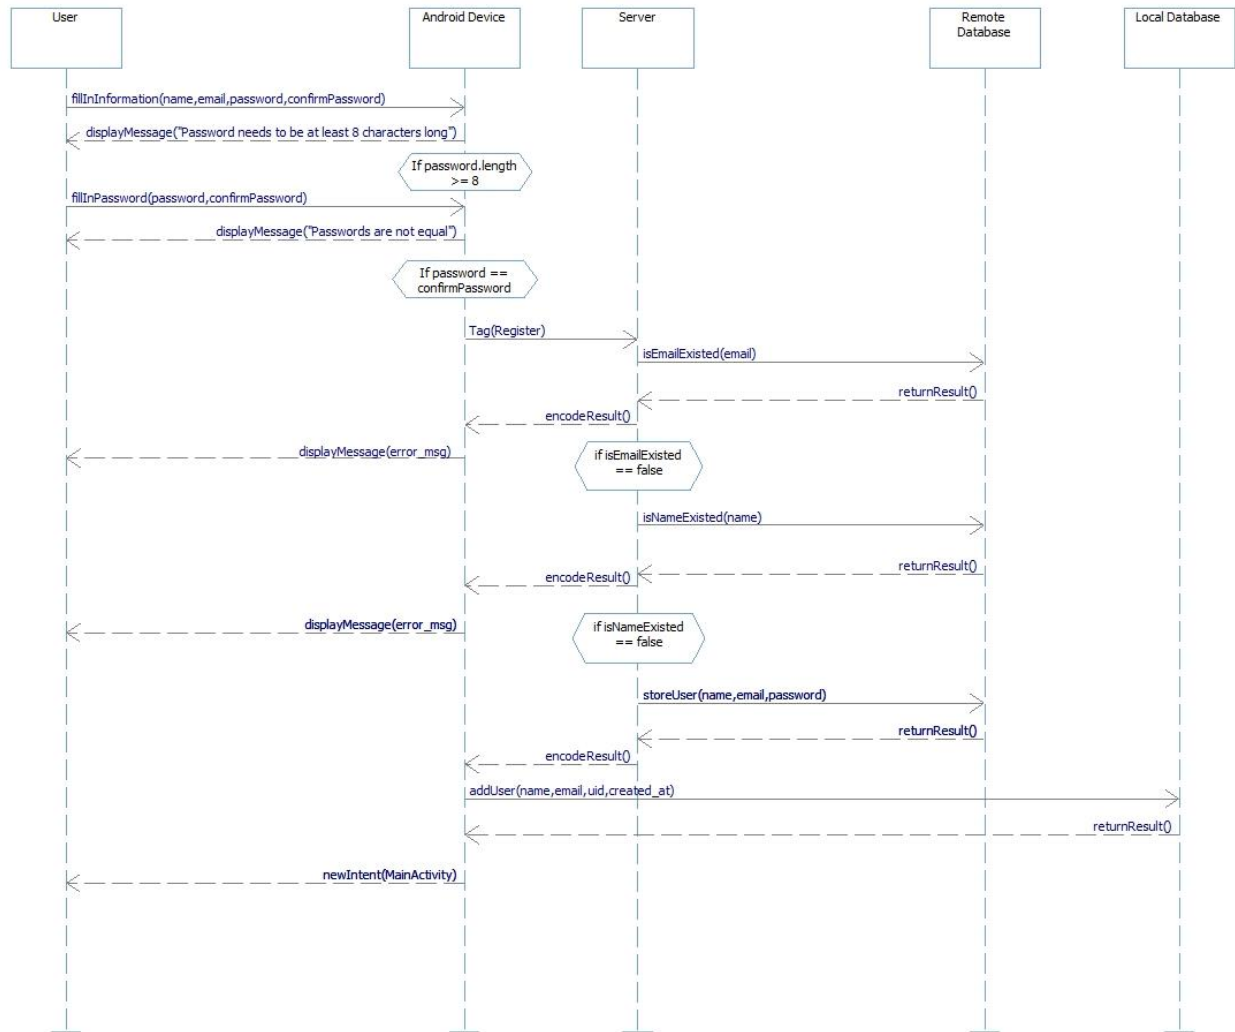 User
Android Device
Server
Remote
Database
Local Database
fillInInformation(name,email,password,confirmPassword)
displayMessage("Password needs to be at least 8 characters long")
If password.length
>= 8
fillInPassword(password,confirmPassword)
displayMessage("Passwords are not equal")
If password ==
confirmPassword
Tag(Register)
isEmailExisted(email)
returnResult()
encodeResult()
displayMessage(error_msg)
if isEmailExisted
== false
isNameExisted(name)
returnResult()
encodeResult()
displayMessage(error_msg)
if isNameExisted
== false
storeUser(name,email,password)
returnResult()
encodeResult()
addUser(name,email,uid,created_at)
returnResult()
newIntent(MainActivity)